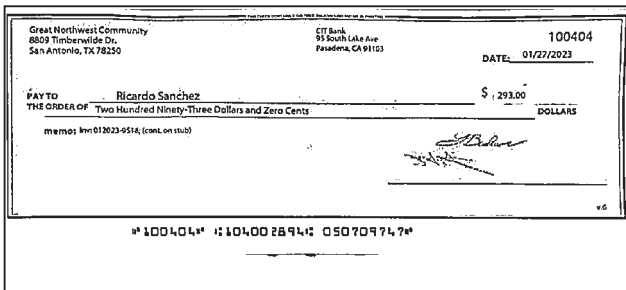 Great Northwest Community
8809 Timberwilde Dr.
San Antonio, TX 78250
CIT Bank
95 South Lake Ave
Pasadena, CA 91103
100404
DATE: 01/27/2023
PAY TO
THE ORDER OF
Ricardo Sanchez
$ 293.00
Two Hundred Ninety-Three Dollars and Zero Cents
DOLLARS
memo: Inv: 012023-9518; (cont. on stub)
v.6
⑈100404⑈ ⑆104002894⑆ 050709747⑈